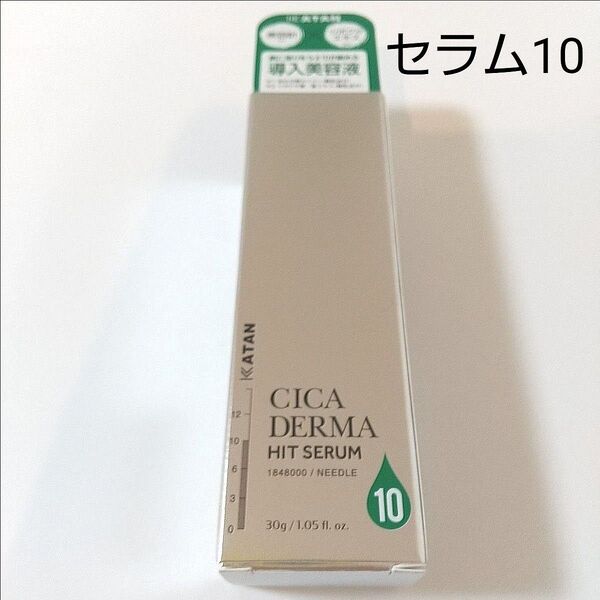 KATAN
セラム10
導入美容液
KATAN
CICA
DERMA
HIT SERUM
1848000 / NEEDLE
12
10
6
3
0
10
30g / 1.05 fl. oz.